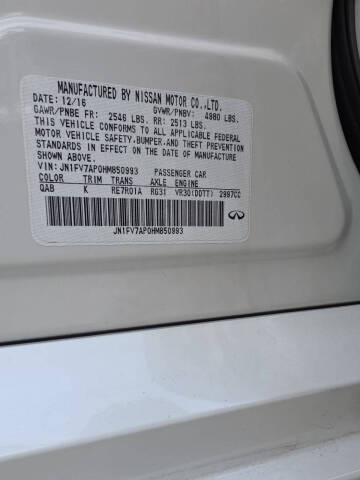 MANUFACTURED BY NISSAN MOTOR CO.,LTD.
DATE: 12/16 GVWR/PNBV: 4980 LBS.
GAWR/PNBE FR: 2546 LBS. RR: 2513 LBS.
THIS VEHICLE CONFORMS TO ALL APPLICABLE FEDERAL
MOTOR VEHICLE SAFETY,BUMPER,AND THEFT PREVENTION
STANDARDS IN EFFECT ON THE DATE OF MANUFACTURE
SHOWN ABOVE.
VIN: JN1FV7AP0HM850993 PASSENGER CAR
COLOR TRIM TRANS AXLE ENGINE
QAB K RE7R01A RG31 VR30(DDTT) 2997CC
JN1FV7AP0HM850993